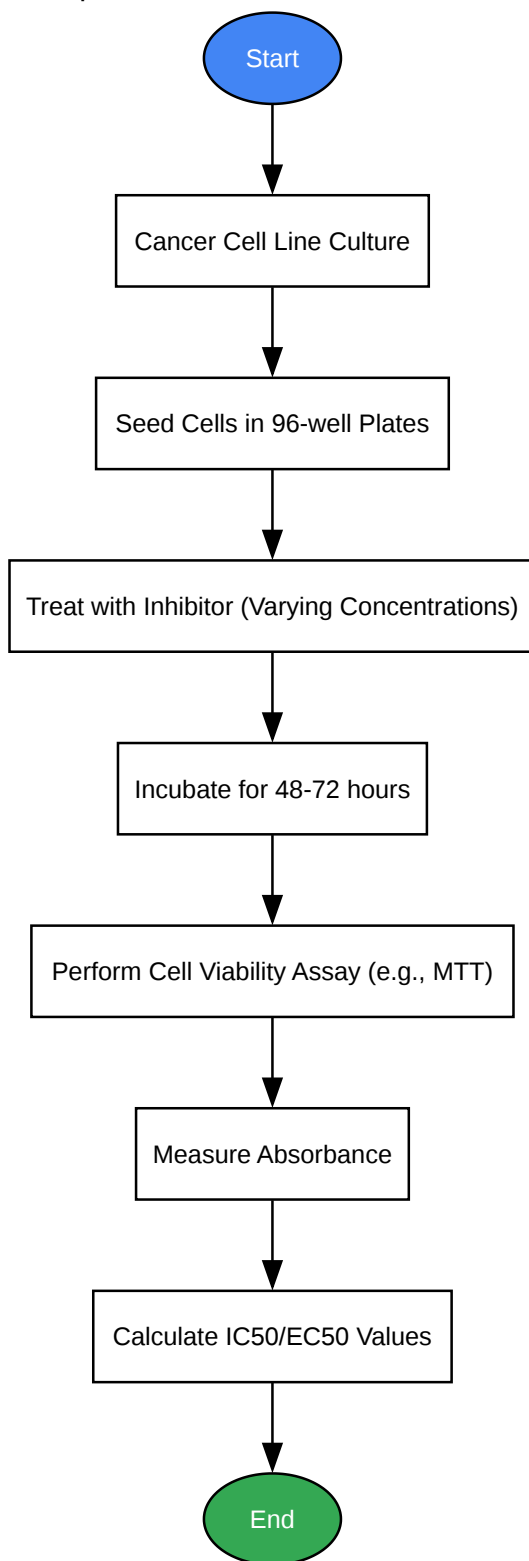 Start
Cancer Cell Line Culture
Seed Cells in 96-well Plates
Treat with Inhibitor (Varying Concentrations)
Incubate for 48-72 hours
Perform Cell Viability Assay (e.g., MTT)
Measure Absorbance
Calculate IC50/EC50 Values
End